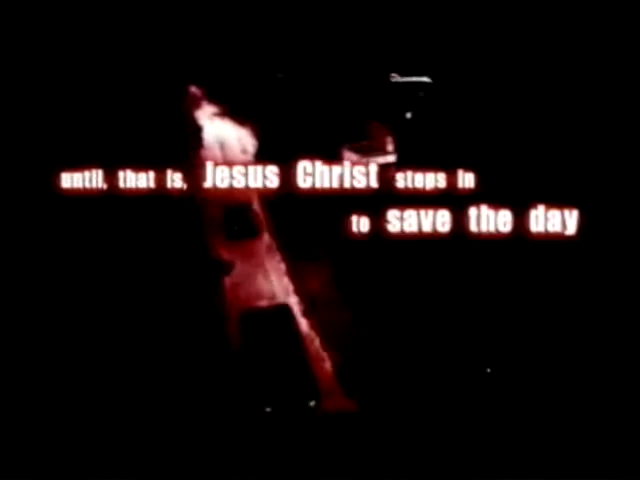 until, that is, Jesus Christ steps in
to save the day